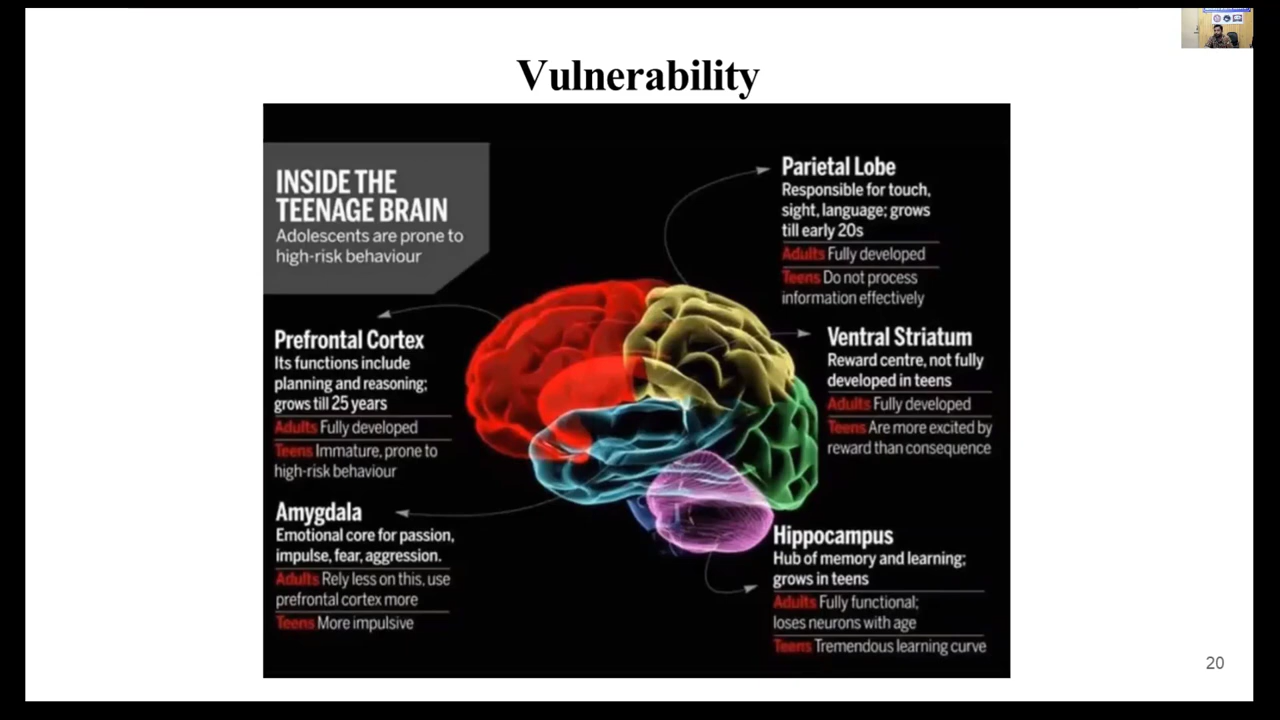 Vulnerability
INSIDE THE
TEENAGE BRAIN
Adolescents are prone to
high-risk behaviour
Parietal Lobe
Responsible for touch,
sight, language; grows
till early 20s
Adults Fully developed
Teens Do not process
information effectively
Prefrontal Cortex
Its functions include
planning and reasoning;
grows till 25 years
Adults Fully developed
Teens Immature, prone to
high-risk behaviour
Ventral Striatum
Reward centre, not fully
developed in teens
Adults Fully developed
Teens Are more excited by
reward than consequence
Amygdala
Emotional core for passion,
impulse, fear, aggression.
Adults Rely less on this, use
prefrontal cortex more
Teens More impulsive
Hippocampus
Hub of memory and learning;
grows in teens
Adults Fully functional;
loses neurons with age
Teens Tremendous learning curve
20